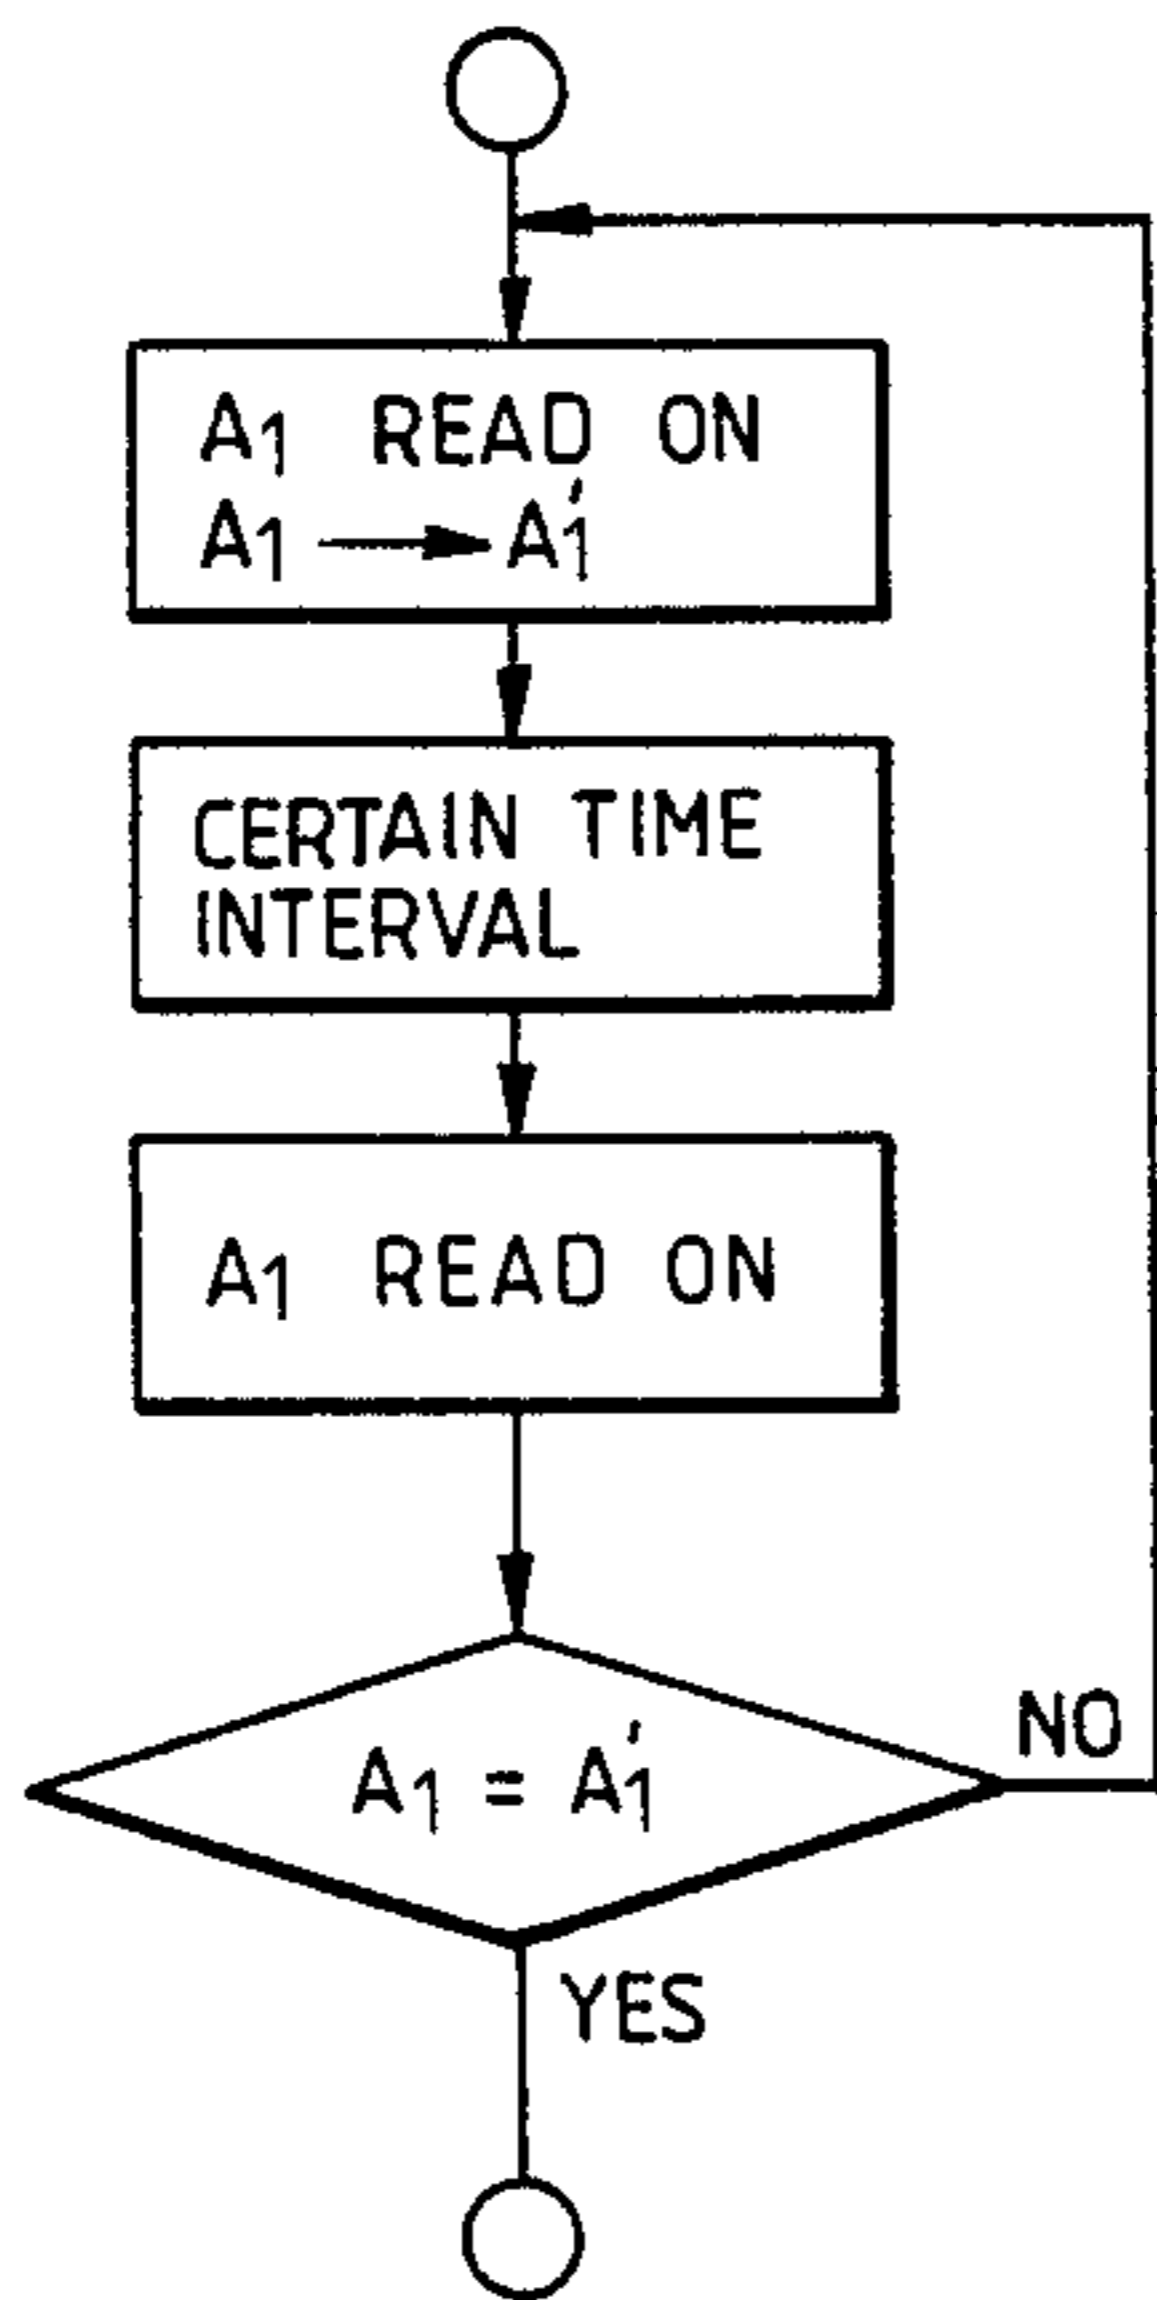 A1 READ ON
A1 → A1'
CERTAIN TIME
INTERVAL
A1 READ ON
A1 = A1'
NO
YES